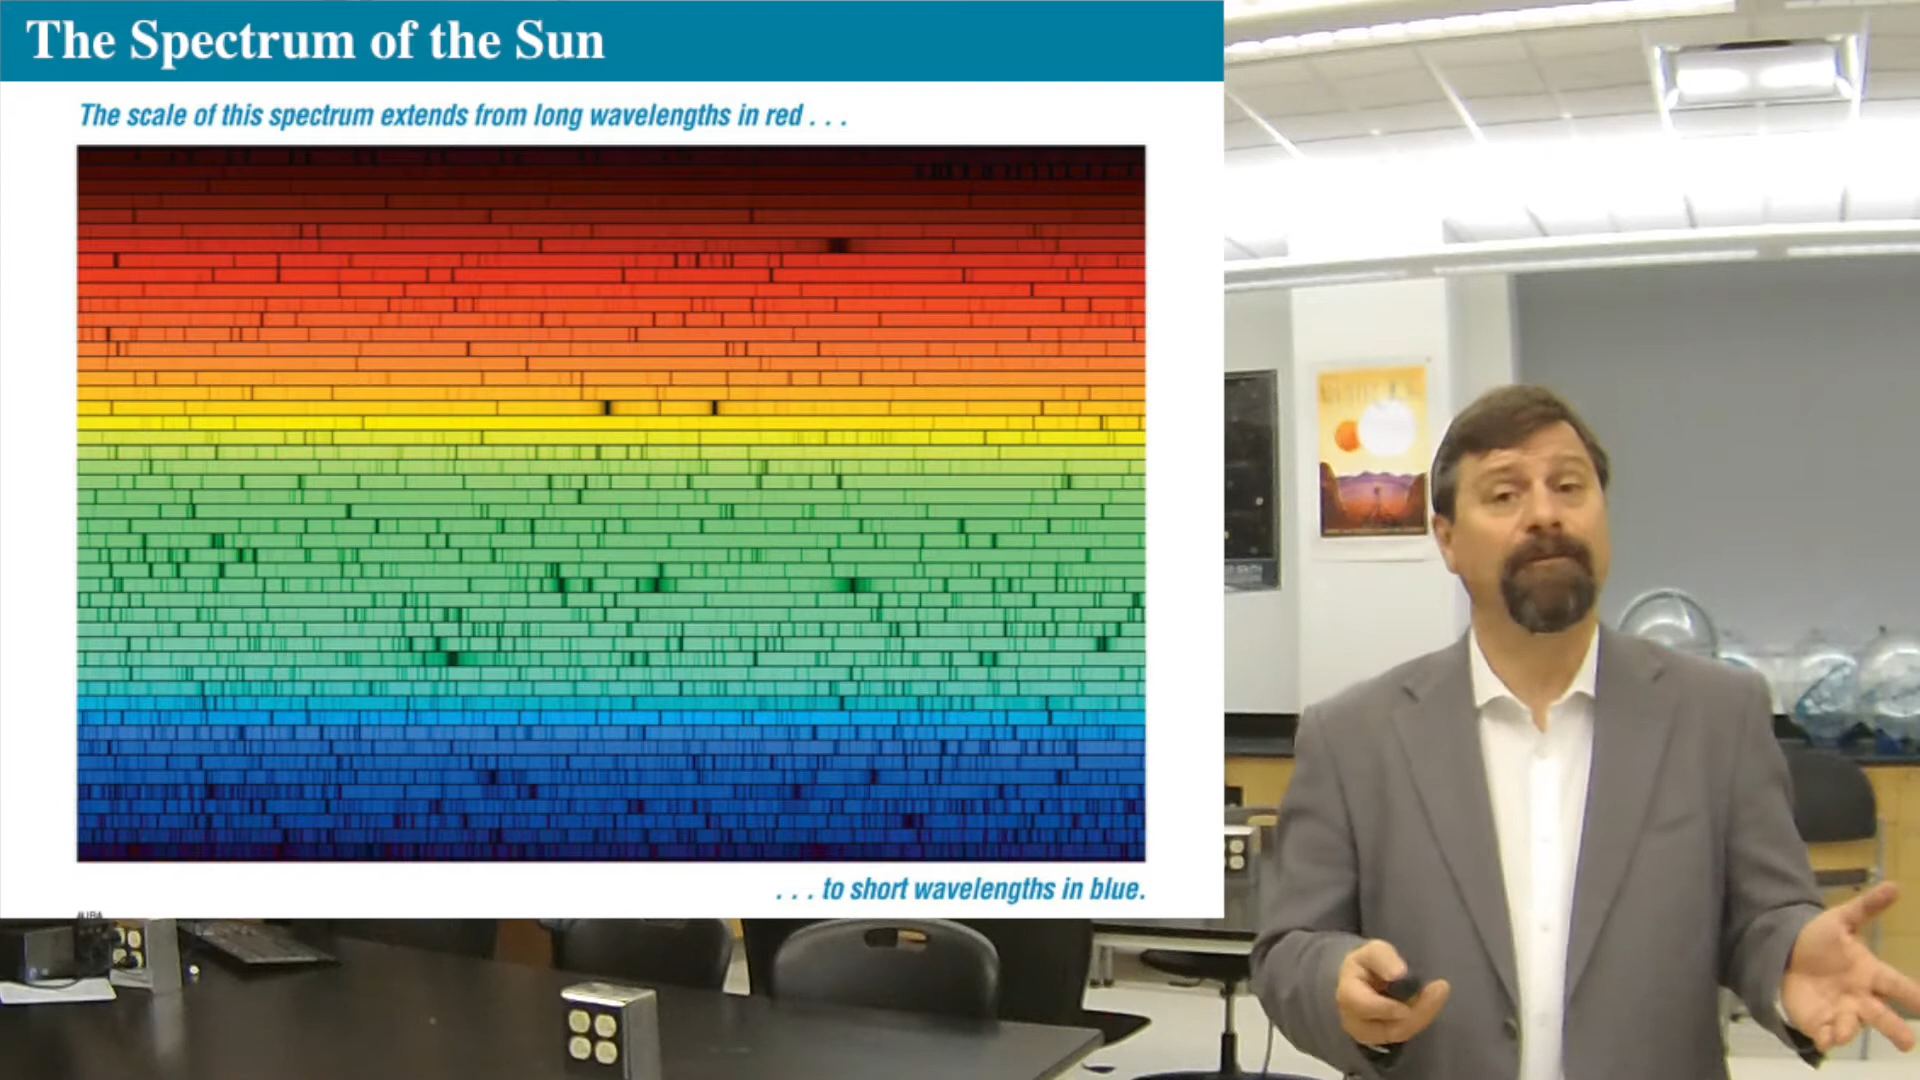 The Spectrum of the Sun
The scale of this spectrum extends from long wavelengths in red . . .
. . . to short wavelengths in blue.